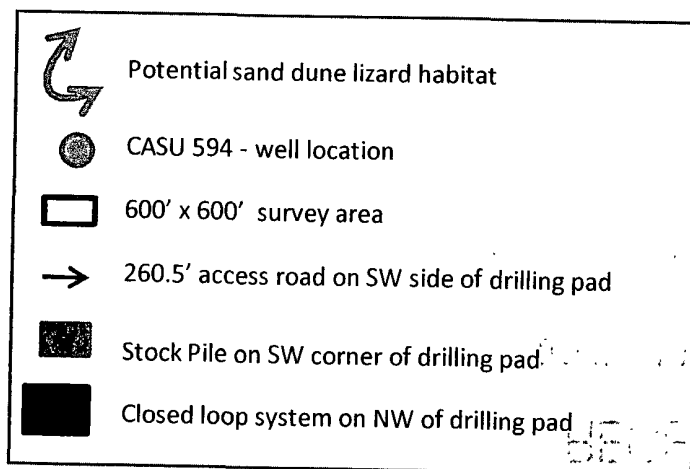 Potential sand dune lizard habitat
CASU 594 - well location
600' x 600' survey area
260.5' access road on SW side of drilling pad
Stock Pile on SW corner of drilling pad
Closed loop system on NW of drilling pad